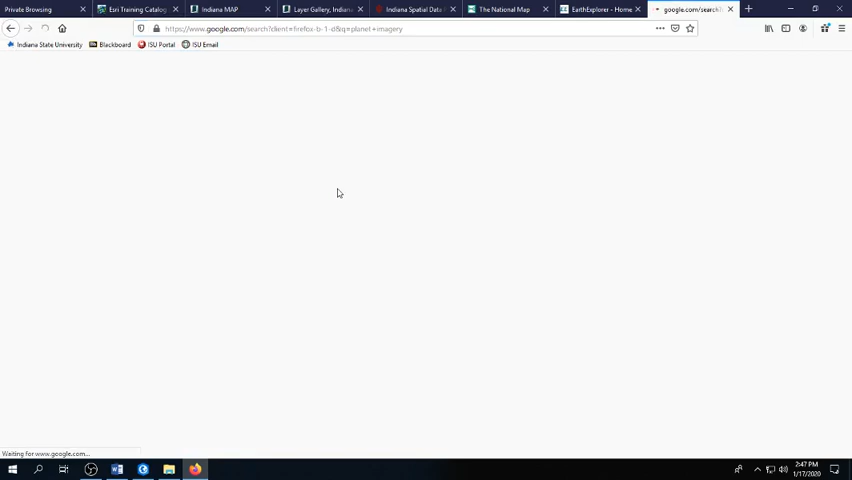 Private Browsing
Esri Training Catalog
Indiana MAP
Layer Gallery, Indiana
Indiana Spatial Data
The National Map
EarthExplorer - Home
google.com/search?
https://www.google.com/search?client=firefox-b-1-d&q=planet+imagery
Indiana State University
Blackboard
ISU Portal
ISU Email
Waiting for www.google.com...
2:47 PM
1/17/2020